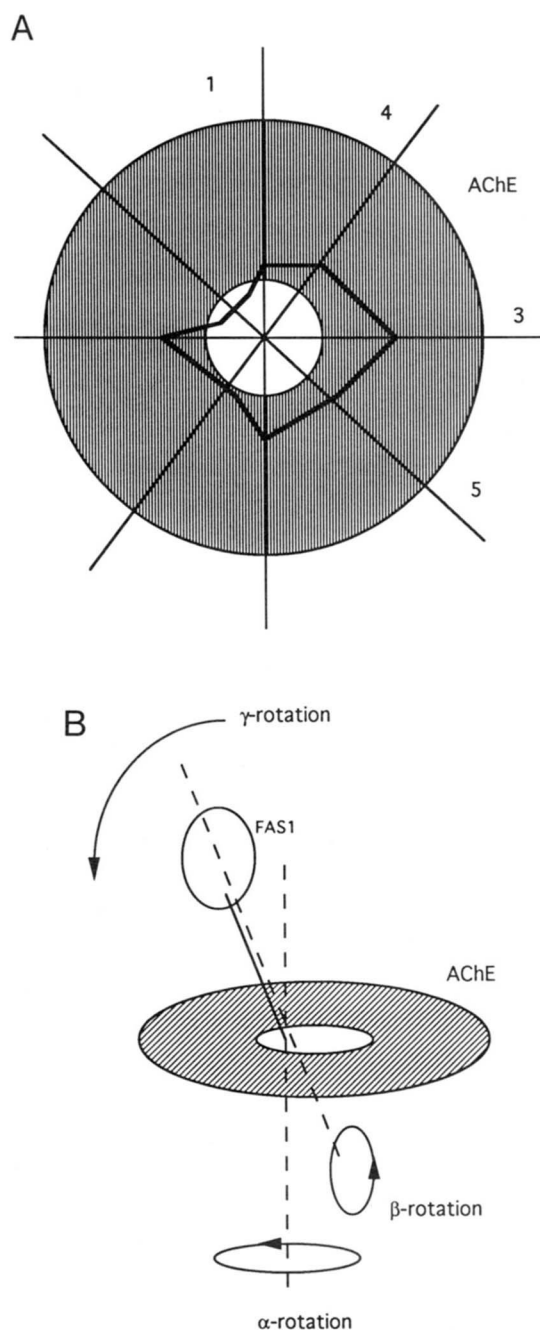 A
1
4
AChE
3
5
B
γ-rotation
FAS1
AChE
β-rotation
α-rotation